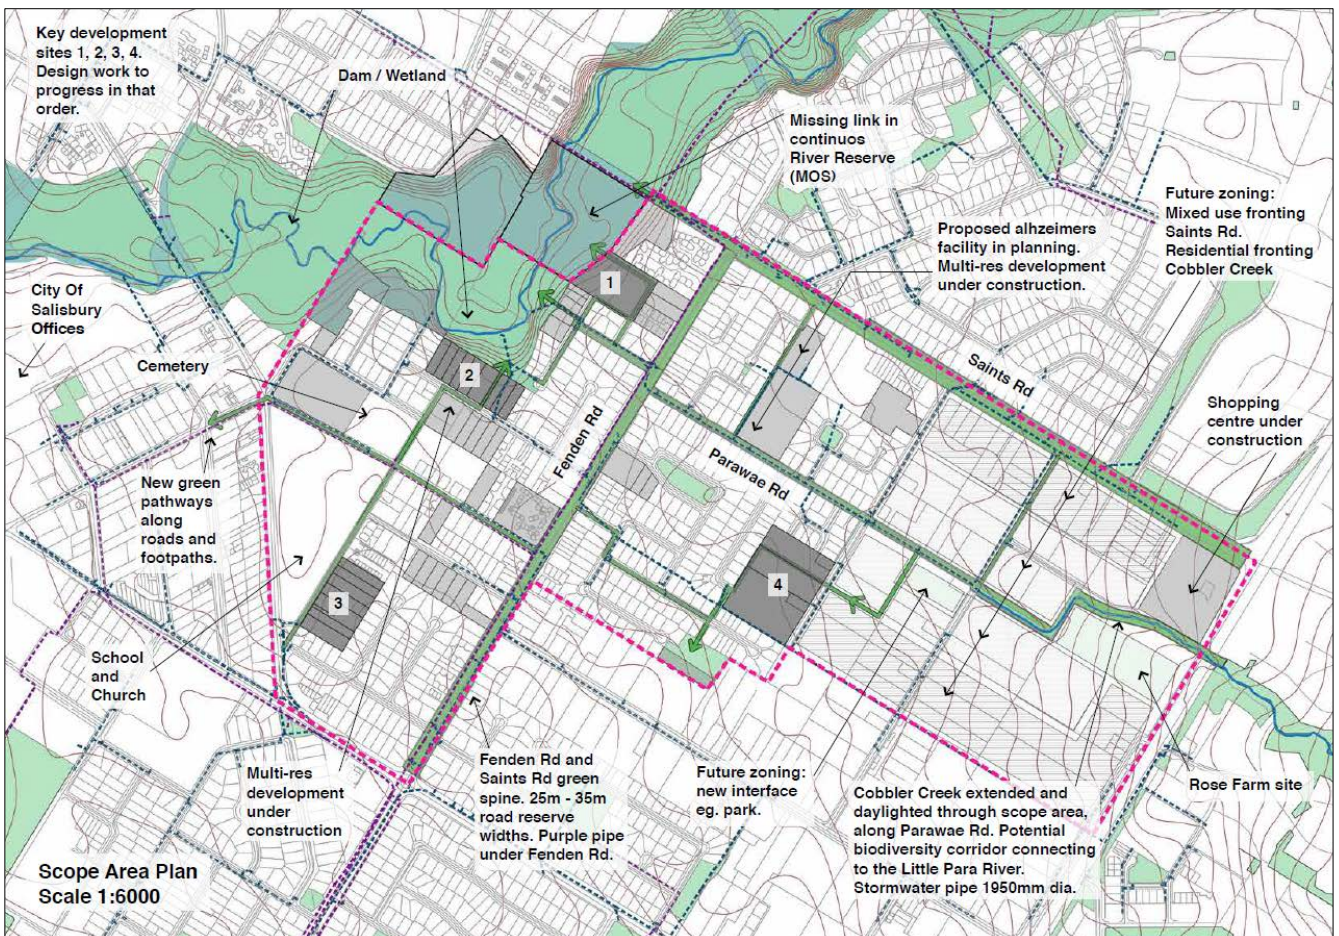 Key development
sites 1, 2, 3, 4.
Design work to
progress in that
order.
Dam / Wetland
Missing link in
continuos
River Reserve
(MOS)
Future zoning:
Mixed use fronting
Saints Rd.
Residential fronting
Cobbler Creek
Proposed alhzeimers
facility in planning.
Multi-res development
under construction.
City Of
Salisbury
Offices
1
Cemetery
2
Saints Rd
Shopping
centre under
construction
Fenden Rd
Parawae Rd
New green
pathways
along
roads and
footpaths.
3
4
School
and
Church
Multi-res
development
under
construction
Fenden Rd and
Saints Rd green
spine. 25m - 35m
road reserve
widths. Purple pipe
under Fenden Rd.
Future zoning:
new interface
eg. park.
Cobbler Creek extended and
daylighted through scope area,
along Parawae Rd. Potential
biodiversity corridor connecting
to the Little Para River.
Stormwater pipe 1950mm dia.
Rose Farm site
Scope Area Plan
Scale 1:6000